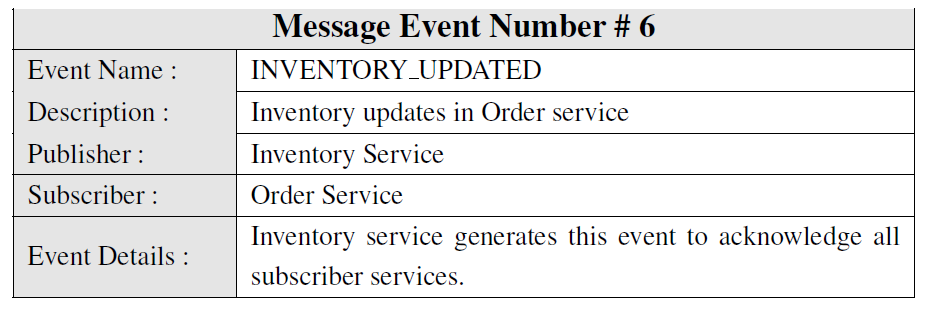 Message Event Number # 6
Event Name : INVENTORY_UPDATED
Description : Inventory updates in Order service
Publisher : Inventory Service
Subscriber : Order Service
Event Details : Inventory service generates this event to acknowledge all
subscriber services.